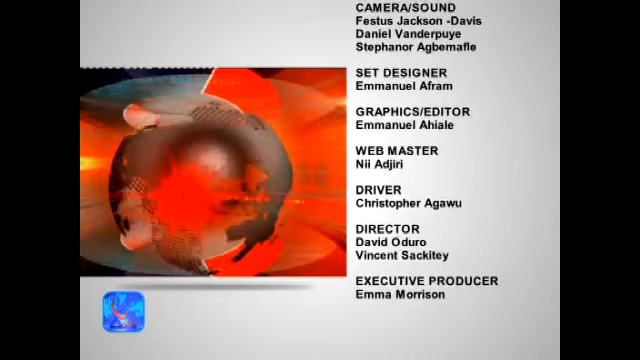 CAMERA/SOUND
Festus Jackson -Davis
Daniel Vanderpuye
Stephanor Agbemafle
SET DESIGNER
Emmanuel Afram
GRAPHICS/EDITOR
Emmanuel Ahiale
WEB MASTER
Nii Adjiri
DRIVER
Christopher Agawu
DIRECTOR
David Oduro
Vincent Sackitey
EXECUTIVE PRODUCER
Emma Morrison